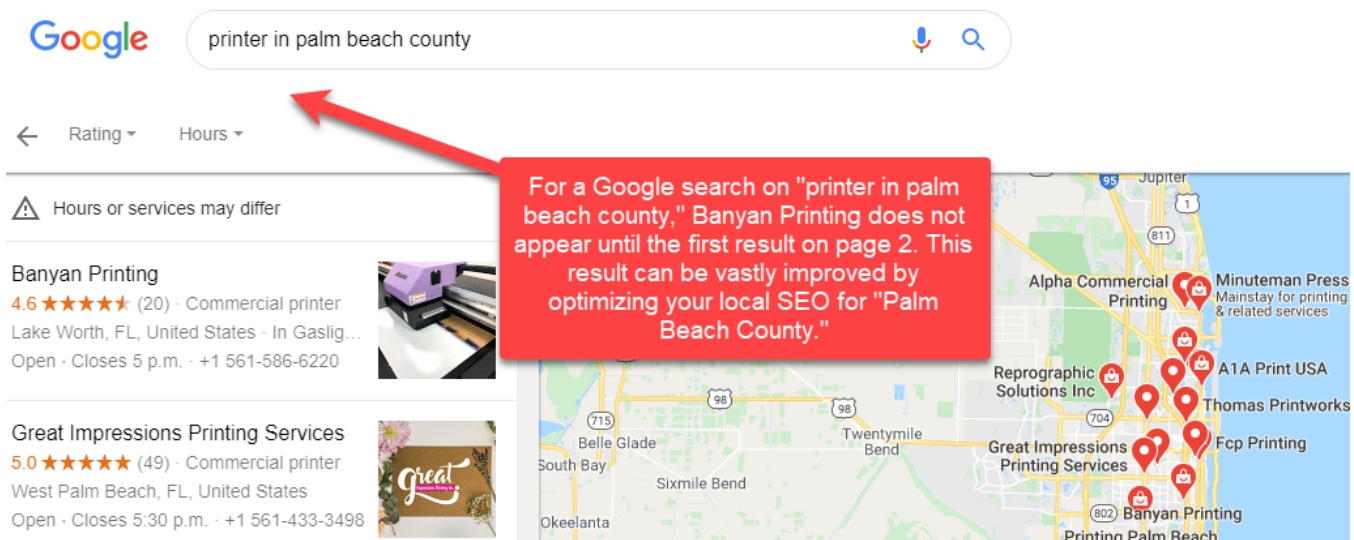 Google
printer in palm beach county
Rating
Hours
Hours or services may differ
Banyan Printing
4.6 ★★★★★ (20) · Commercial printer
Lake Worth, FL, United States · In Gaslig...
Open · Closes 5 p.m. · +1 561-586-6220
Great Impressions Printing Services
5.0 ★★★★★ (49) · Commercial printer
West Palm Beach, FL, United States
Open · Closes 5:30 p.m. · +1 561-433-3498
Great
For a Google search on "printer in palm
beach county," Banyan Printing does not
appear until the first result on page 2. This
result can be vastly improved by
optimizing your local SEO for "Palm
Beach County."
95
Jupiter
1
811
Alpha Commercial
Printing
Minuteman Press
Mainstay for printing
& related services
Reprographic
Solutions Inc
A1A Print USA
98
98
704
Thomas Printworks
715
Belle Glade
Twentymile
Bend
Great Impressions
Printing Services
Fcp Printing
South Bay
Sixmile Bend
Okeelanta
802
Banyan Printing
Printing Palm Beach